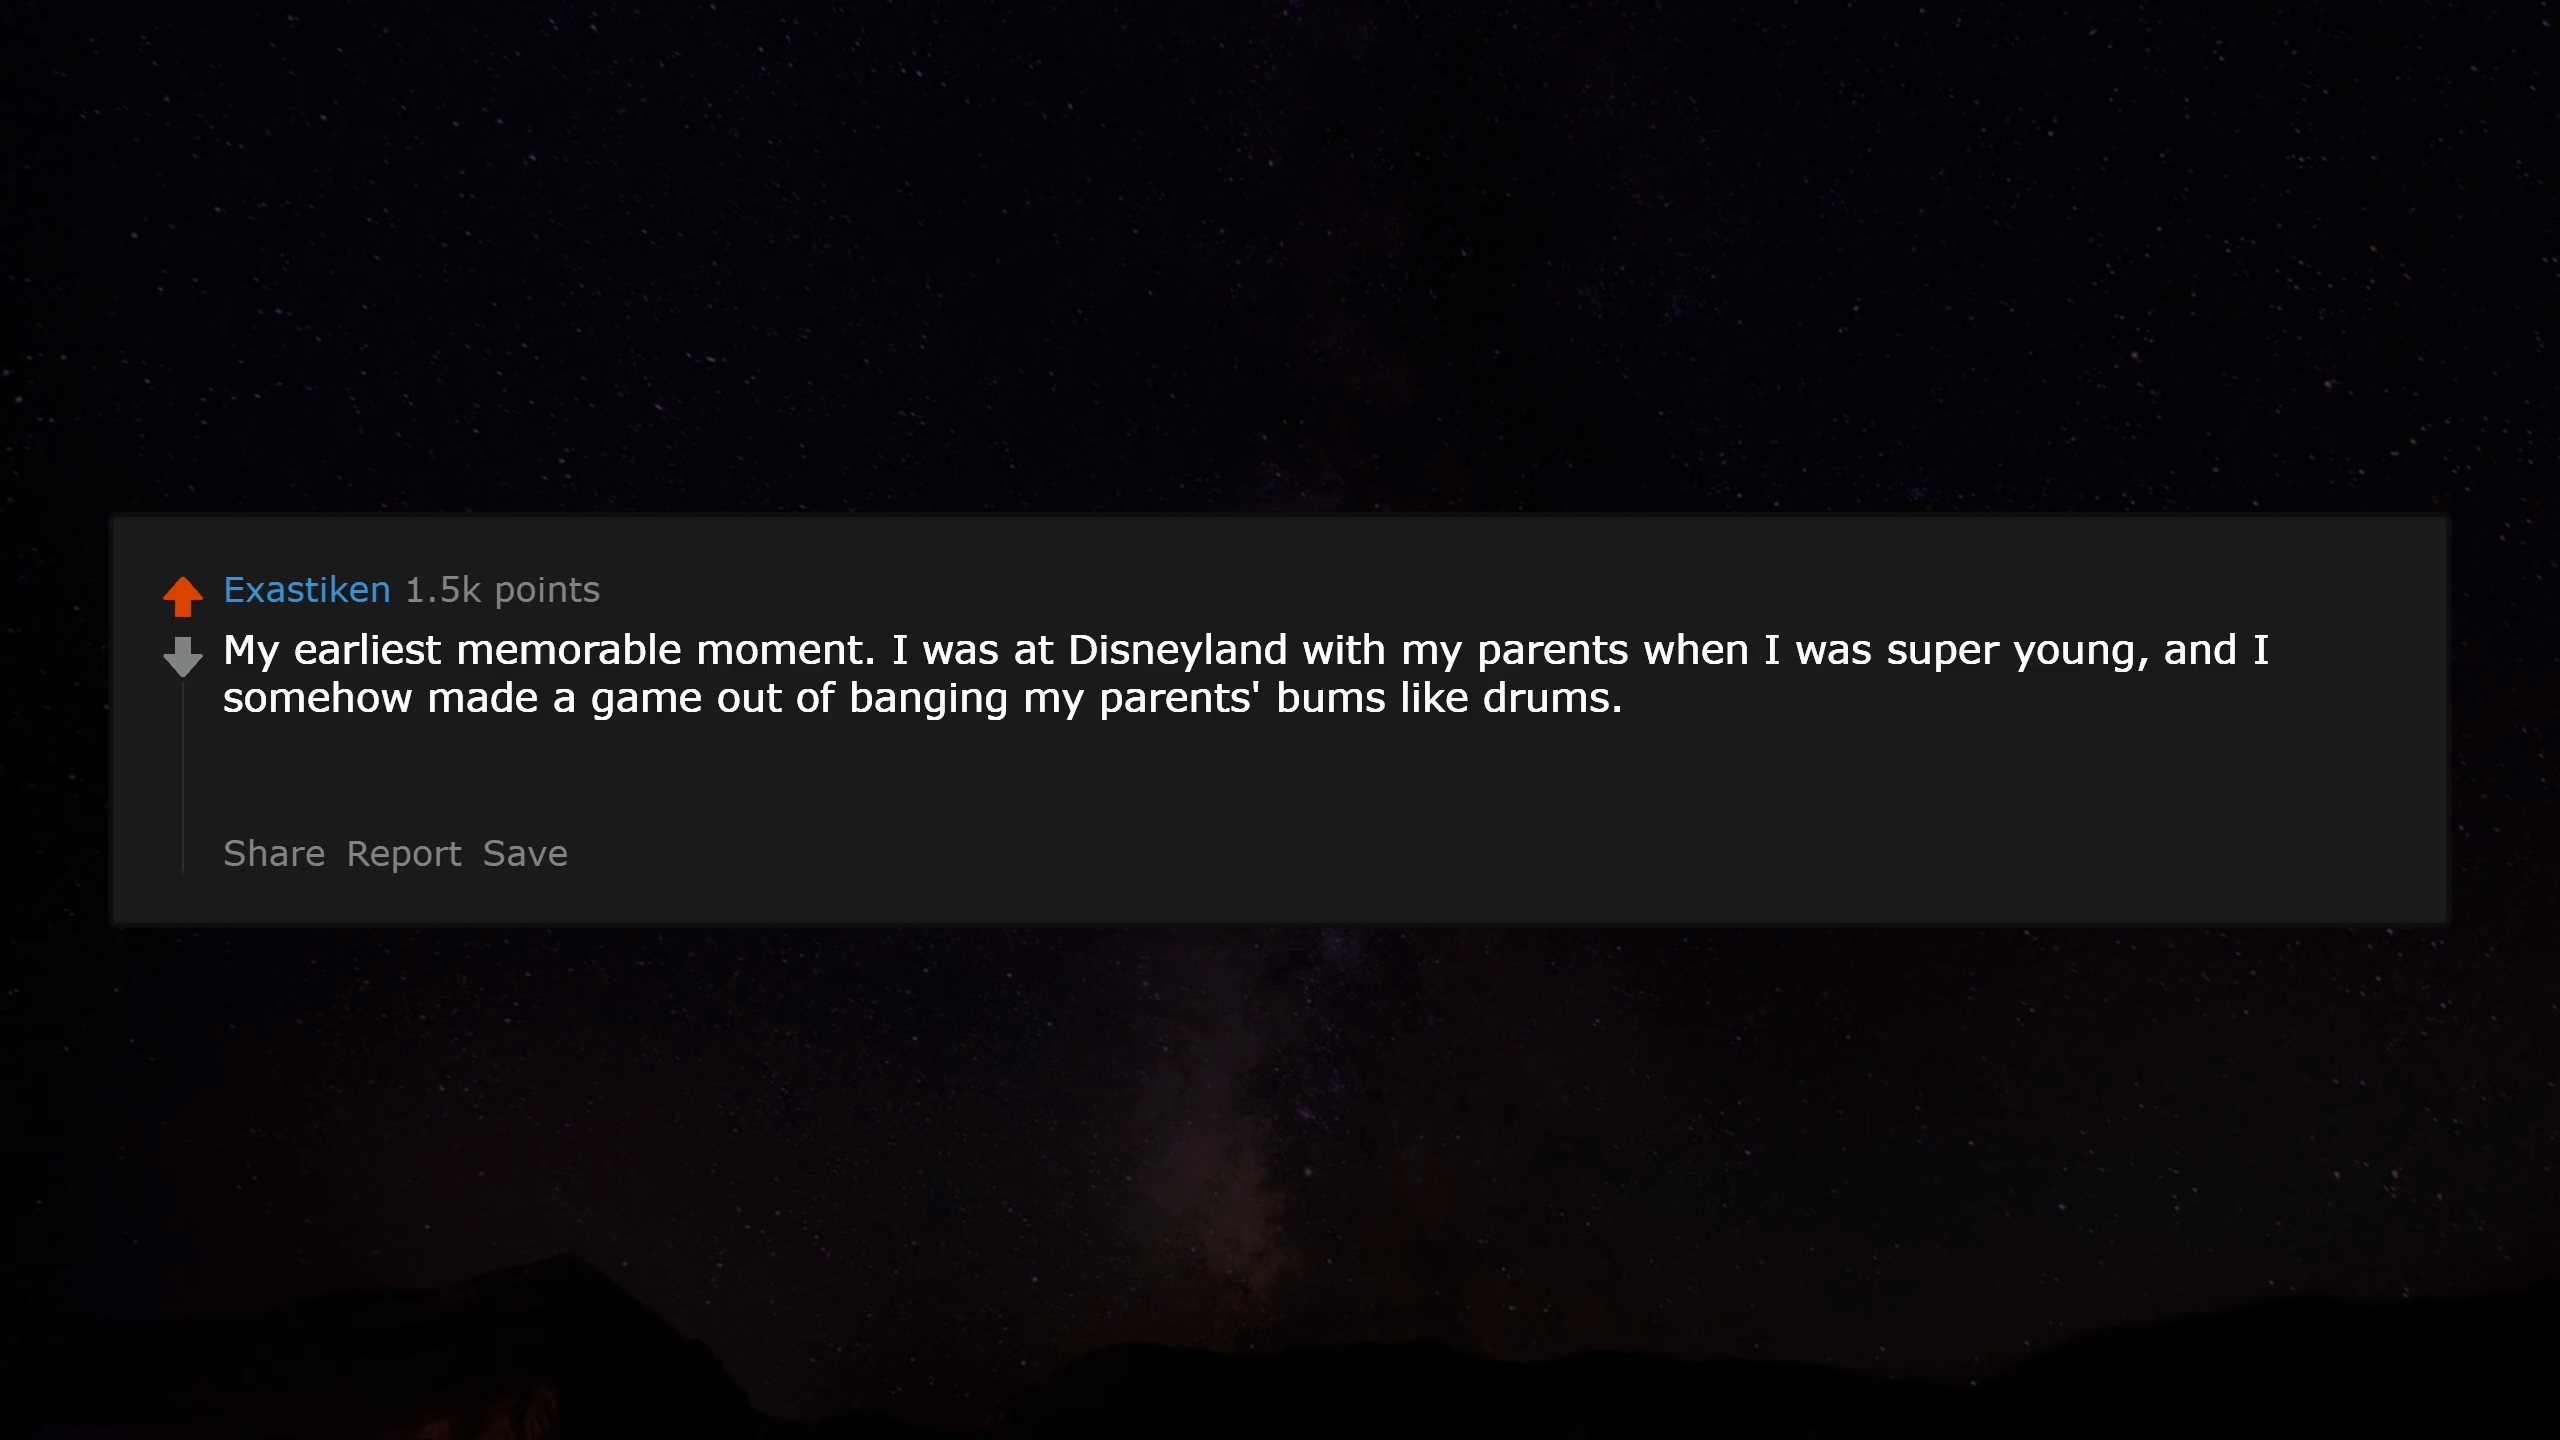 Exastiken 1.5k points
My earliest memorable moment. I was at Disneyland with my parents when I was super young, and I
somehow made a game out of banging my parents' bums like drums.
Share Report Save